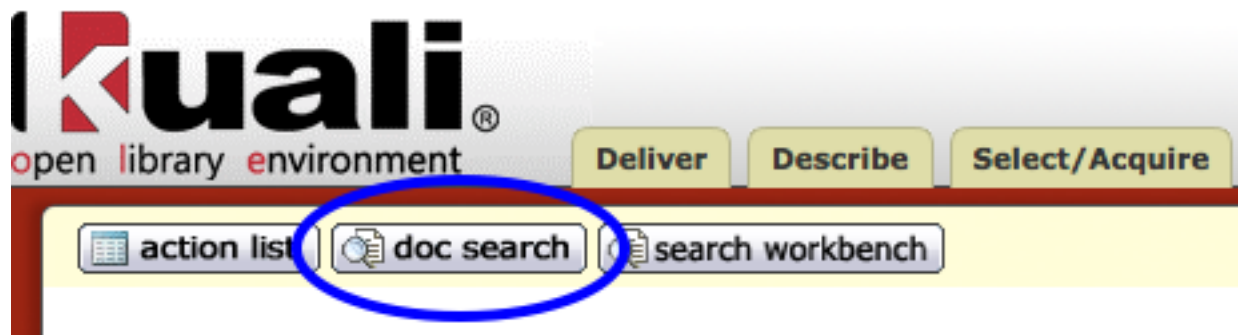 kuali®
open library environment
Deliver Describe Select/Acquire
action list doc search search workbench